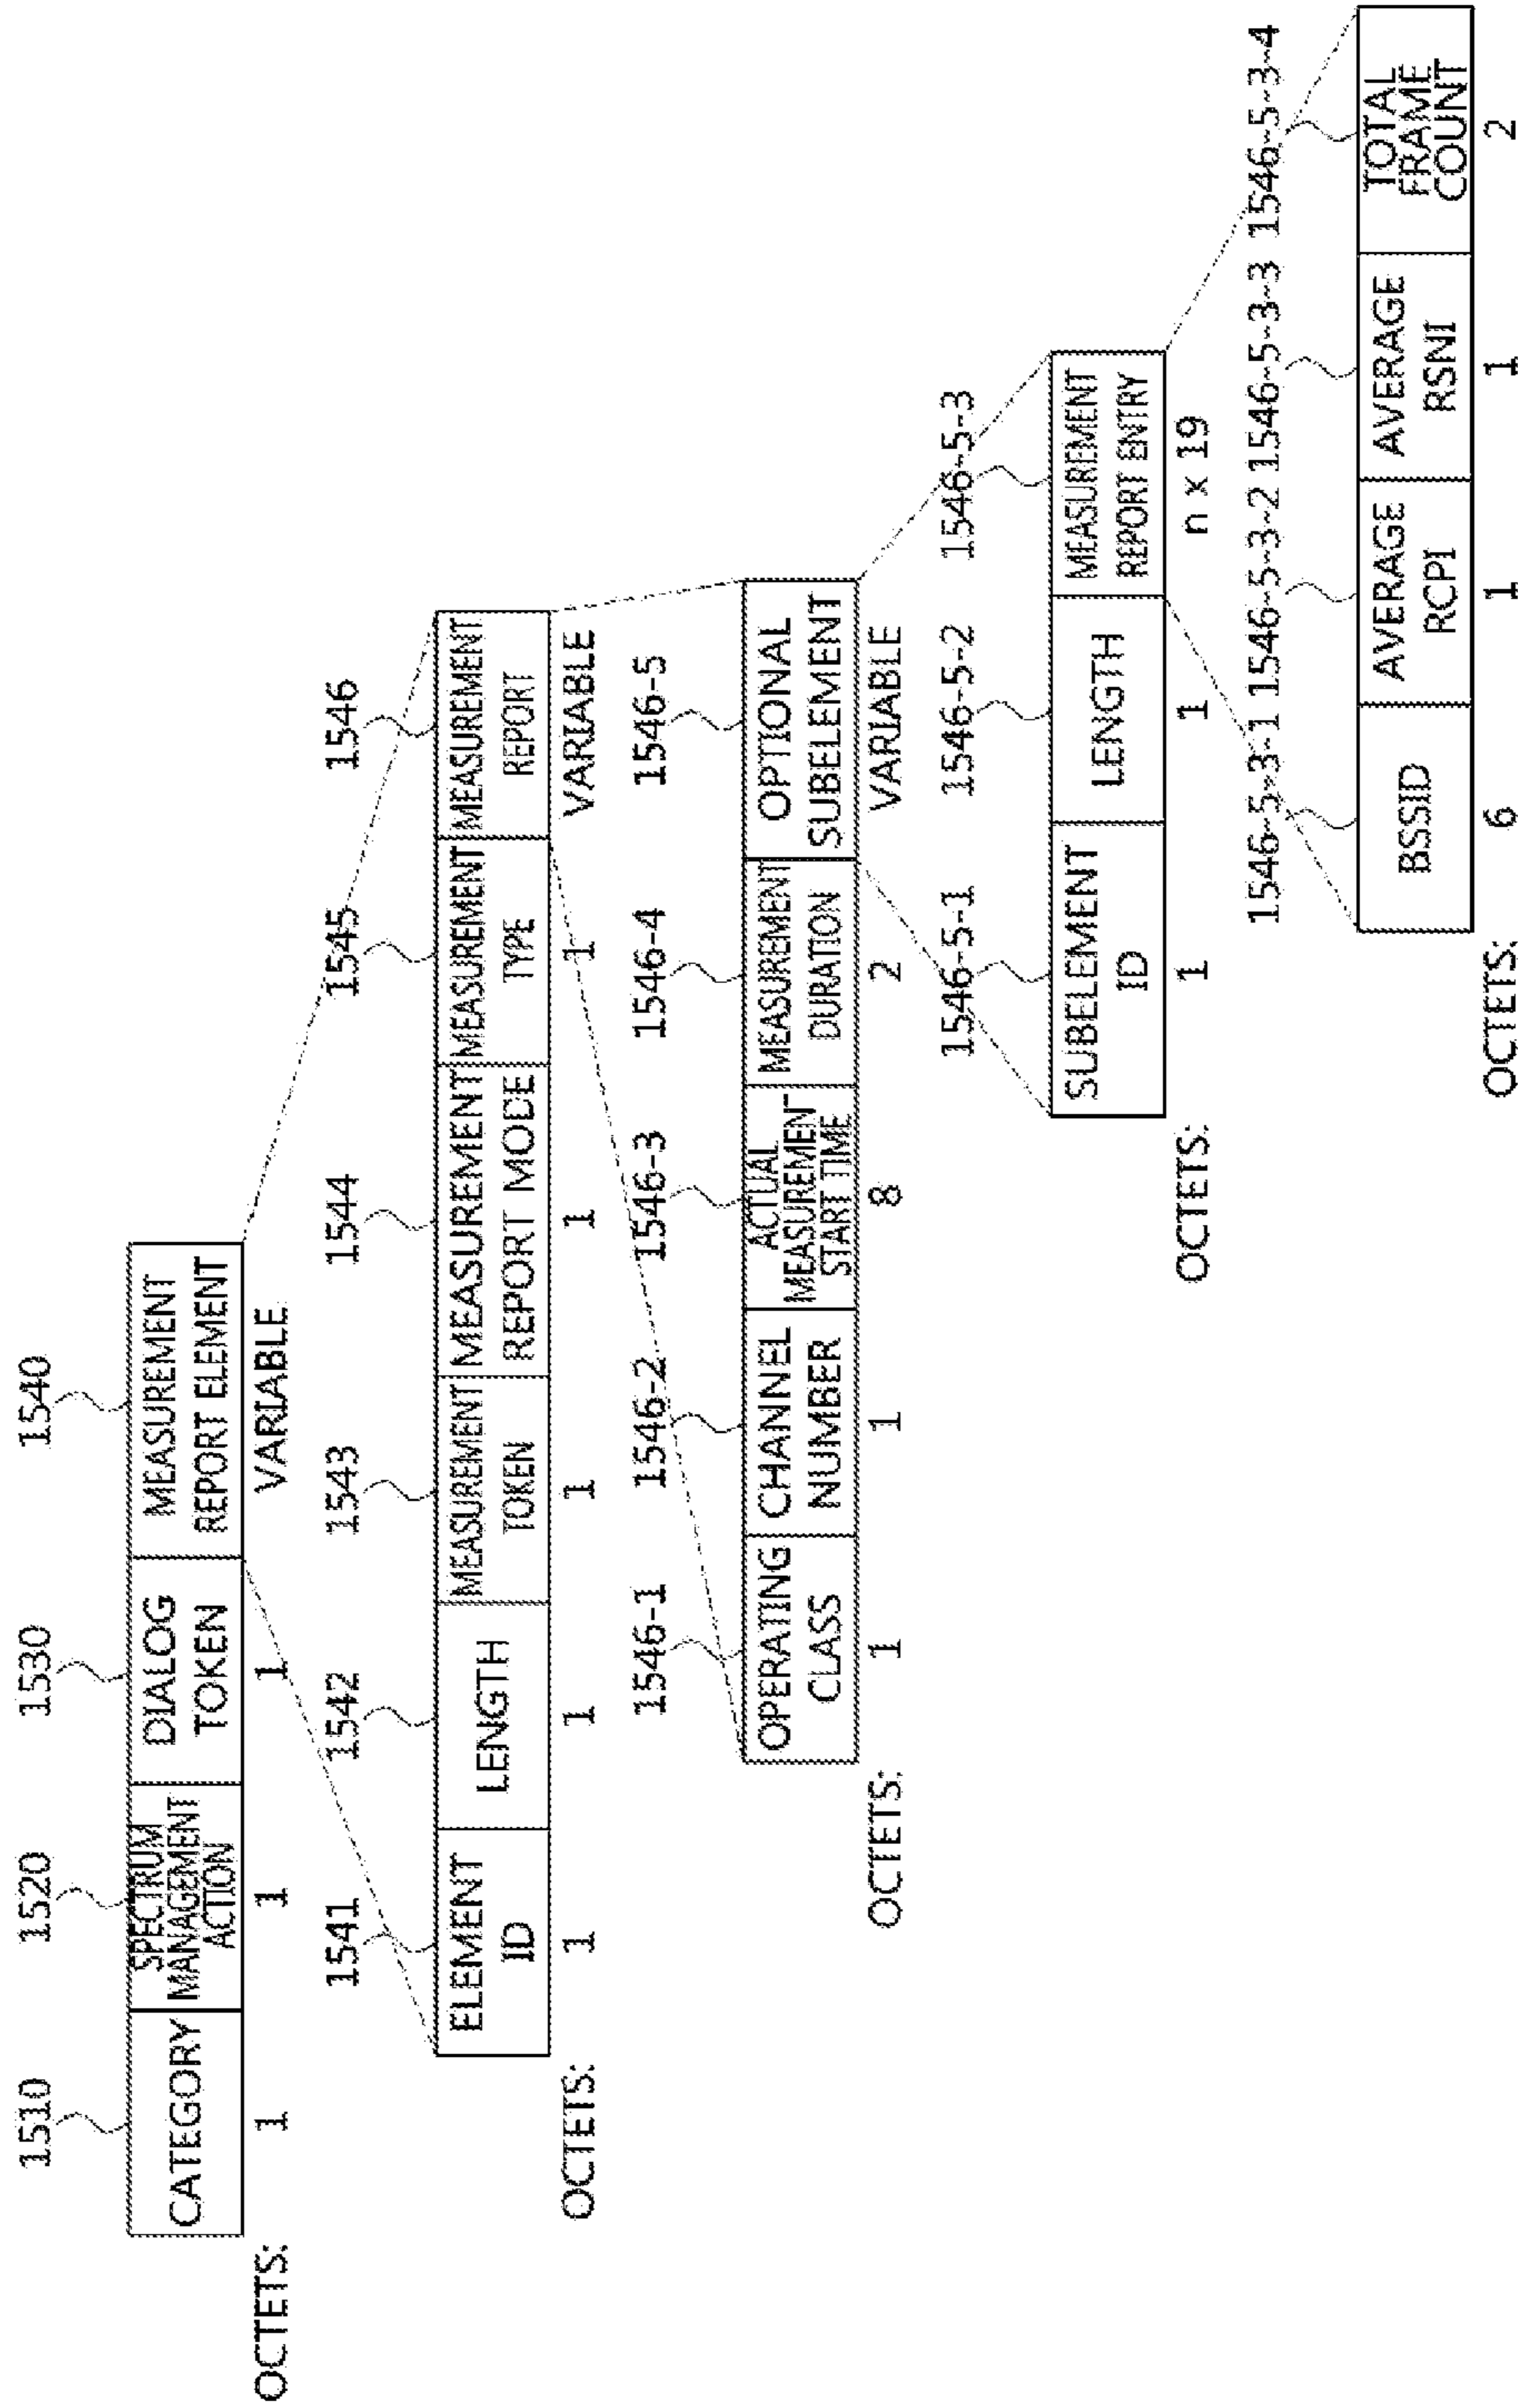 1510
1520
1530
1540
CATEGORY
SPECTRUM
MANAGEMENT
ACTION
DIALOG
TOKEN
MEASUREMENT
REPORT ELEMENT
OCTETS:
1
1
1
VARIABLE
1541
1542
1543
1544
1545
1546
ELEMENT
ID
LENGTH
MEASUREMENT
TOKEN
MEASUREMENT
REPORT MODE
MEASUREMENT
TYPE
MEASUREMENT
REPORT
OCTETS:
1
1
1
1
1
VARIABLE
1546-1
1546-2
1546-3
1546-4
1546-5
OPERATING
CLASS
CHANNEL
NUMBER
ACTUAL
MEASUREMENT
START TIME
MEASUREMENT
DURATION
OPTIONAL
SUBELEMENT
OCTETS:
1
1
8
2
VARIABLE
1546-5-1
1546-5-2
1546-5-3
SUBELEMENT
ID
LENGTH
MEASUREMENT
REPORT ENTRY
OCTETS:
1
1
n x 19
1546-5-3-1
1546-5-3-2
1546-5-3-3
1546-5-3-4
BSSID
AVERAGE
RCPI
AVERAGE
RSNI
TOTAL
FRAME
COUNT
OCTETS:
6
1
1
2